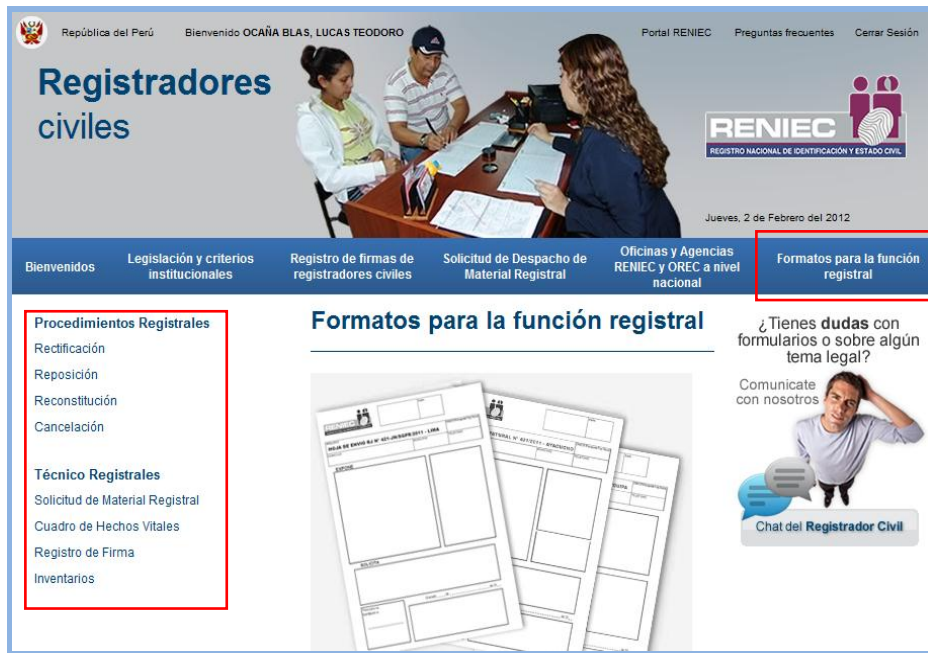 República del Perú
Bienvenido OCAÑA BLAS, LUCAS TEODORO
Portal RENIEC
Preguntas frecuentes
Cerrar Sesión
Registradores
civiles
RENIEC
REGISTRO NACIONAL DE IDENTIFICACIÓN Y ESTADO CIVIL
Jueves, 2 de Febrero del 2012
Bienvenidos
Legislación y criterios
institucionales
Registro de firmas de
registradores civiles
Solicitud de Despacho de
Material Registral
Oficinas y Agencias
RENIEC y OREC a nivel
nacional
Formatos para la función
registral
Procedimientos Registrales
Rectificación
Reposición
Reconstitución
Cancelación
Técnico Registrales
Solicitud de Material Registral
Cuadro de Hechos Vitales
Registro de Firma
Inventarios
Formatos para la función registral
RENIEC
EXPONE
SOLICITA
¿Tienes dudas con
formularios o sobre algún
tema legal?
Comunicate
con nosotros
Chat del Registrador Civil